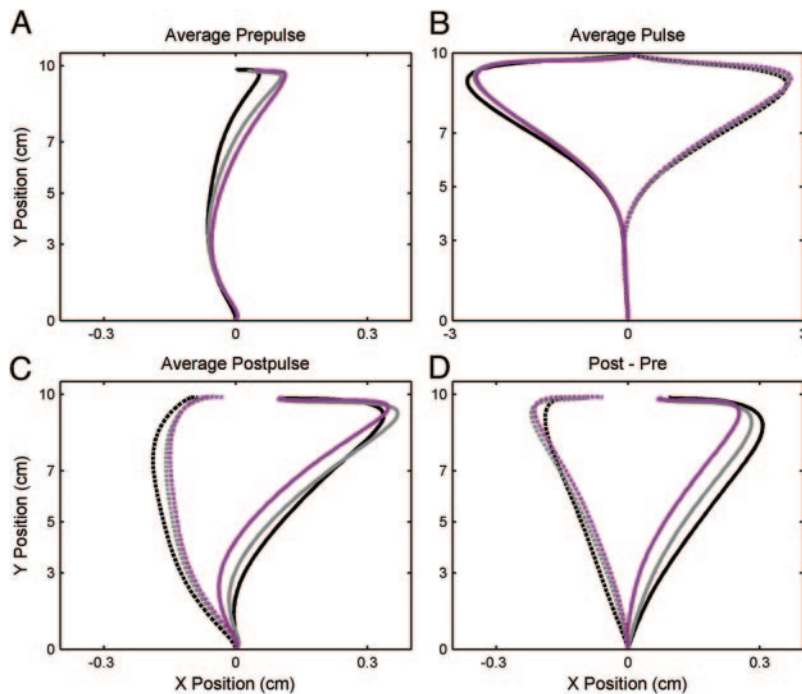 A
Average Prepulse
Y Position (cm)
10
7
5
3
0
-0.3
0
0.3
B
Average Pulse
10
7
5
3
0
-3
0
3
C
Average Postpulse
Y Position (cm)
10
7
5
3
0
-0.3
0
0.3
X Position (cm)
D
Post - Pre
10
7
5
3
0
-0.3
0
0.3
X Position (cm)